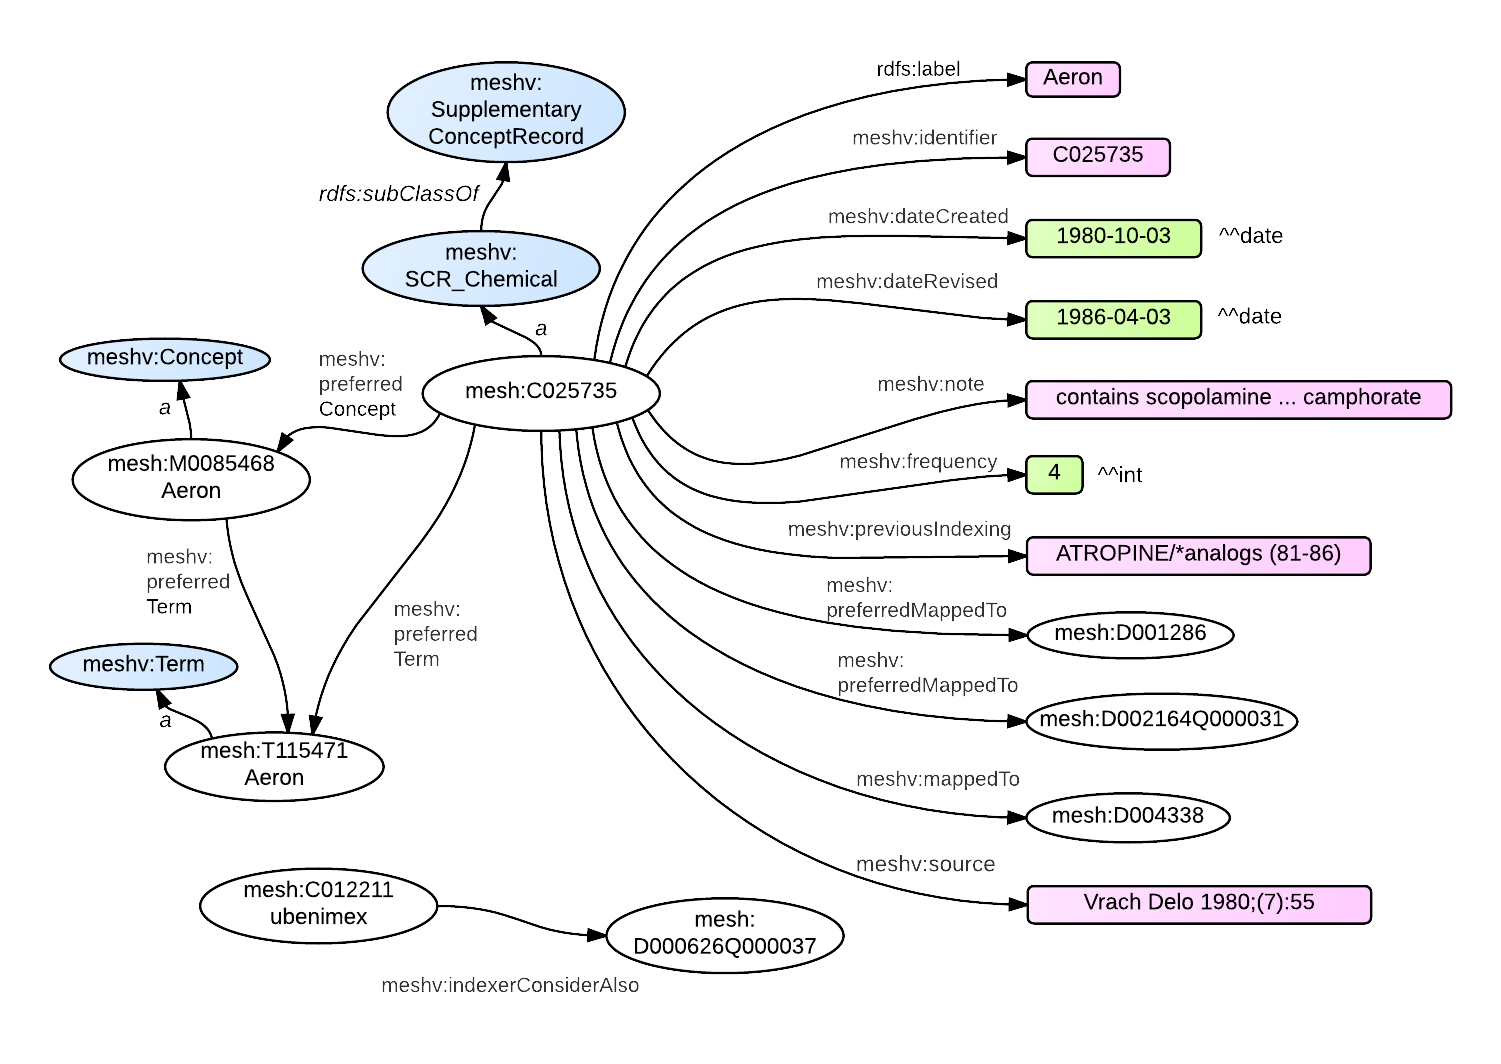 meshv:
Supplementary
ConceptRecord
rdfs:subClassOf
meshv:
SCR_Chemical
a
meshv:Concept
a
meshv:
preferred
Concept
mesh:C025735
mesh:M0085468
Aeron
meshv:
preferred
Term
meshv:
preferred
Term
meshv:Term
a
mesh:T115471
Aeron
rdfs:label
Aeron
meshv:identifier
C025735
meshv:dateCreated
1980-10-03 ^^date
meshv:dateRevised
1986-04-03 ^^date
meshv:note
contains scopolamine ... camphorate
meshv:frequency
4 ^^int
meshv:previousIndexing
ATROPINE/*analogs (81-86)
meshv:
preferredMappedTo
mesh:D001286
meshv:
preferredMappedTo
mesh:D002164Q000031
meshv:mappedTo
mesh:D004338
meshv:source
Vrach Delo 1980;(7):55
mesh:C012211
ubenimex
mesh:
D000626Q000037
meshv:indexerConsiderAlso